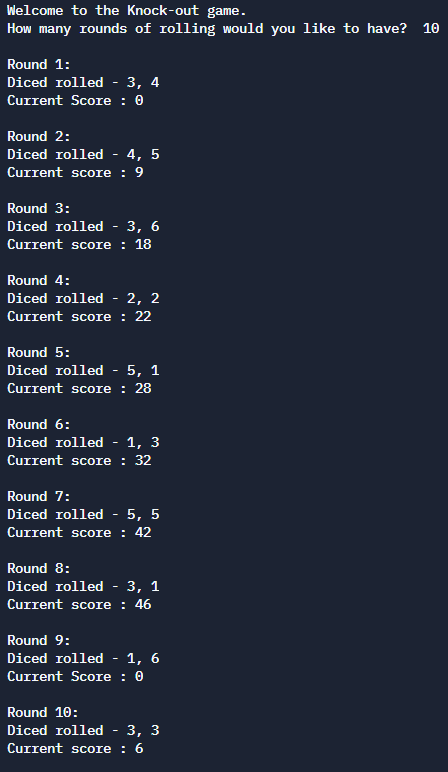 Welcome to the Knock-out game.
How many rounds of rolling would you like to have?  10

Round 1:
Diced rolled - 3, 4
Current Score : 0

Round 2:
Diced rolled - 4, 5
Current score : 9

Round 3:
Diced rolled - 3, 6
Current score : 18

Round 4:
Diced rolled - 2, 2
Current score : 22

Round 5:
Diced rolled - 5, 1
Current score : 28

Round 6:
Diced rolled - 1, 3
Current score : 32

Round 7:
Diced rolled - 5, 5
Current score : 42

Round 8:
Diced rolled - 3, 1
Current score : 46

Round 9:
Diced rolled - 1, 6
Current Score : 0

Round 10:
Diced rolled - 3, 3
Current score : 6